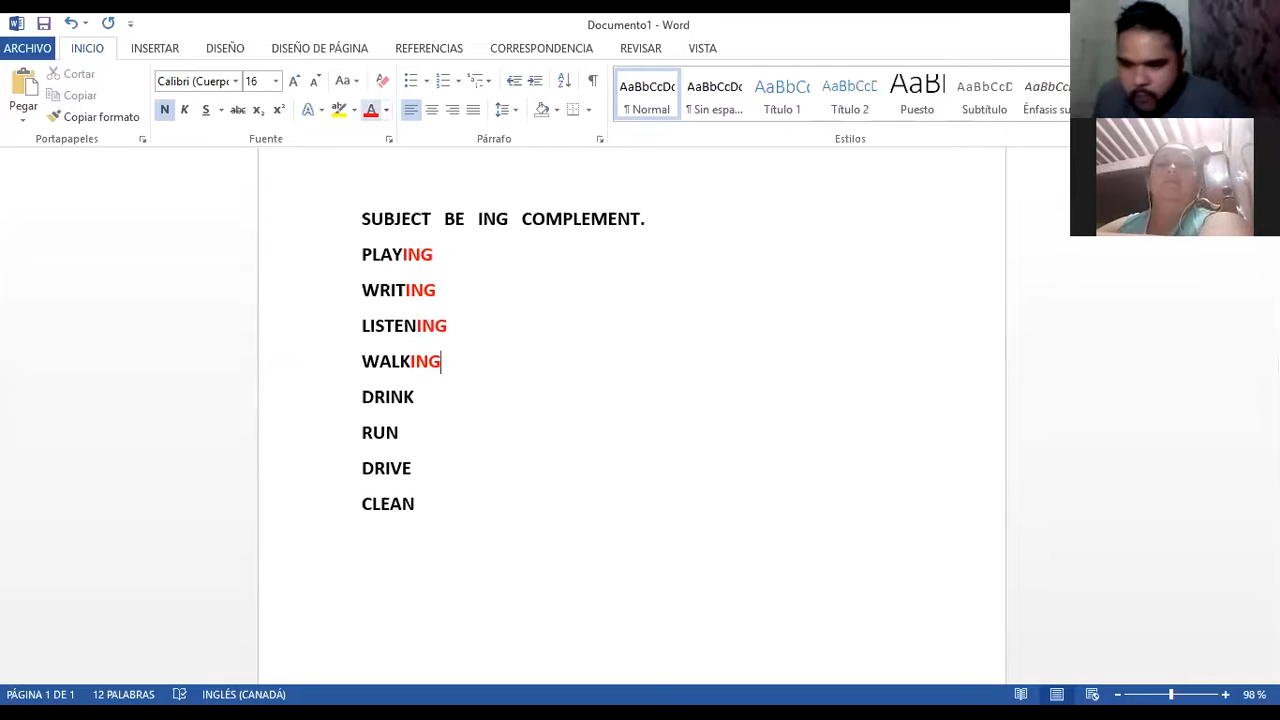 Documento1 - Word
ARCHIVO INICIO INSERTAR DISEÑO DISEÑO DE PÁGINA REFERENCIAS CORRESPONDENCIA REVISAR VISTA
Pegar
Cortar
Copiar
Copiar formato
Portapapeles
Calibri (Cuerpo 16
Fuente
Párrafo
AaBbCcDc AaBbCcDc AaBbCc AaBbCcD AaBl AaBbCcD AaBbCcD
¶ Normal ¶ Sin espa... Título 1 Título 2 Puesto Subtítulo Énfasis su
Estilos
SUBJECT BE ING COMPLEMENT.
PLAYING
WRITING
LISTENING
WALKING
DRINK
RUN
DRIVE
CLEAN
PÁGINA 1 DE 1 12 PALABRAS INGLÉS (CANADÁ) 98 %